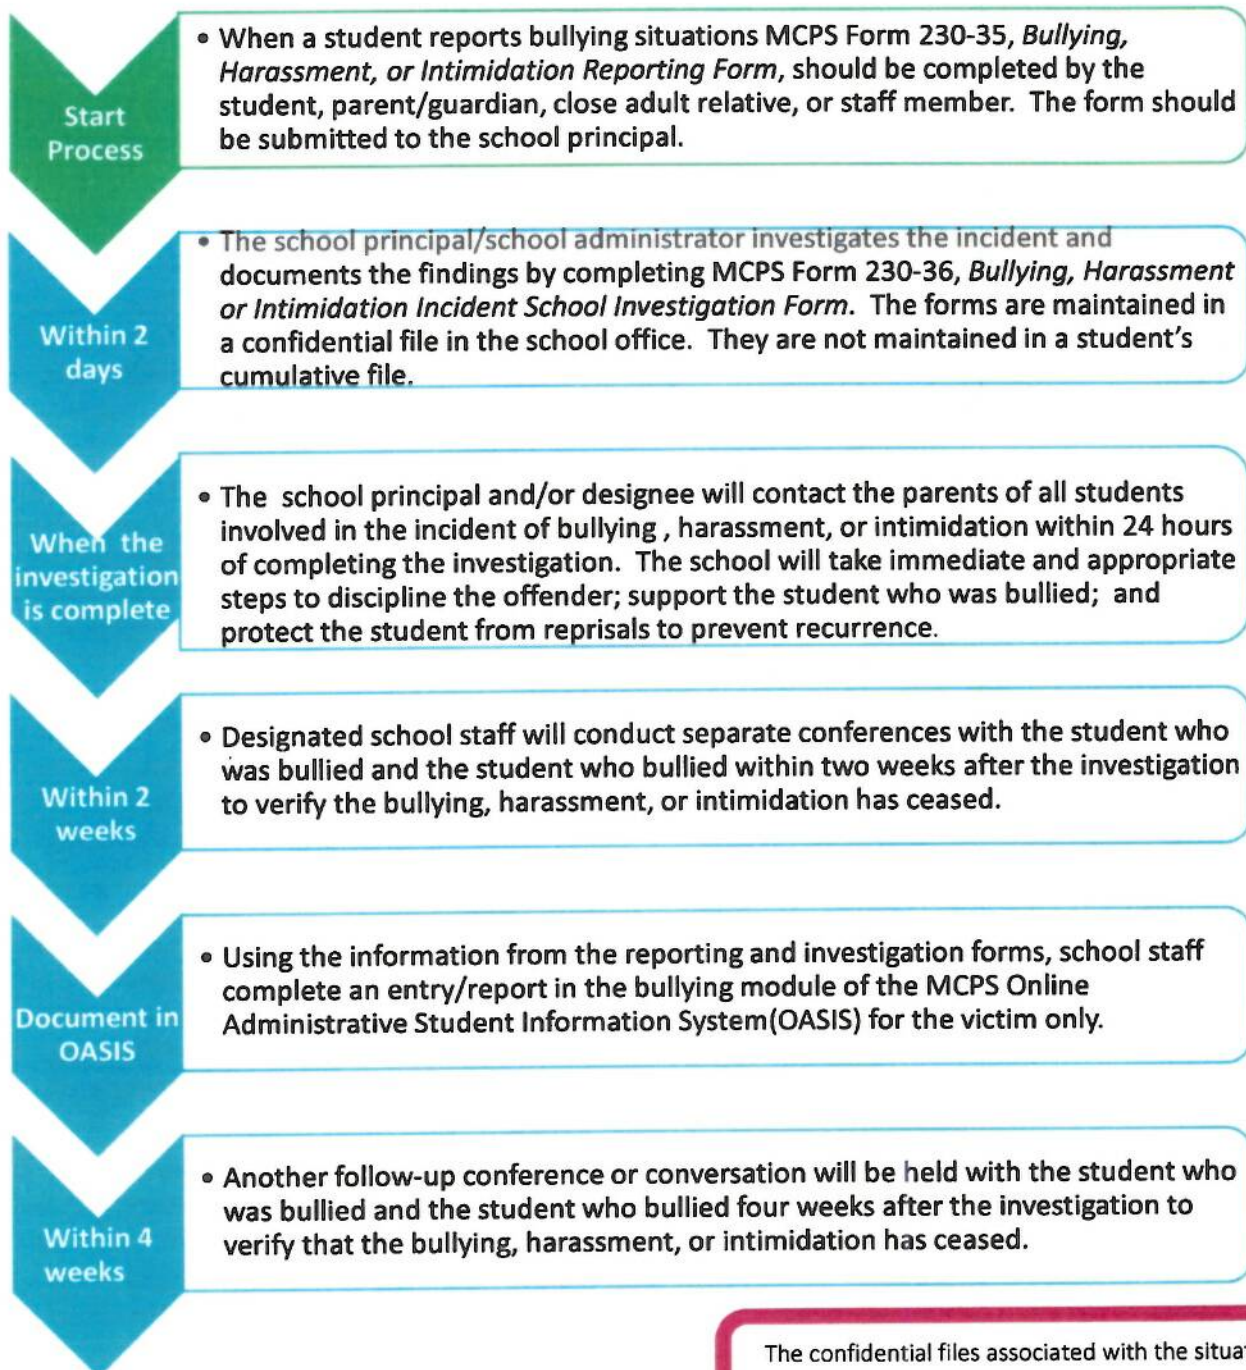 Start
Process
• When a student reports bullying situations MCPS Form 230-35, Bullying,
Harassment, or Intimidation Reporting Form, should be completed by the
student, parent/guardian, close adult relative, or staff member.  The form should
be submitted to the school principal.
Within 2
days
• The school principal/school administrator investigates the incident and
documents the findings by completing MCPS Form 230-36, Bullying, Harassment
or Intimidation Incident School Investigation Form.  The forms are maintained in
a confidential file in the school office.  They are not maintained in a student's
cumulative file.
When the
investigation
is complete
• The  school principal and/or designee will contact the parents of all students
involved in the incident of bullying , harassment, or intimidation within 24 hours
of completing the investigation.  The school will take immediate and appropriate
steps to discipline the offender; support the student who was bullied;  and
protect the student from reprisals to prevent recurrence.
Within 2
weeks
• Designated school staff will conduct separate conferences with the student who
was bullied and the student who bullied within two weeks after the investigation
to verify the bullying, harassment, or intimidation has ceased.
Document in
OASIS
• Using the information from the reporting and investigation forms, school staff
complete an entry/report in the bullying module of the MCPS Online
Administrative Student Information System(OASIS) for the victim only.
Within 4
weeks
• Another follow-up conference or conversation will be held with the student who
was bullied and the student who bullied four weeks after the investigation to
verify that the bullying, harassment, or intimidation has ceased.
The confidential files associated with the